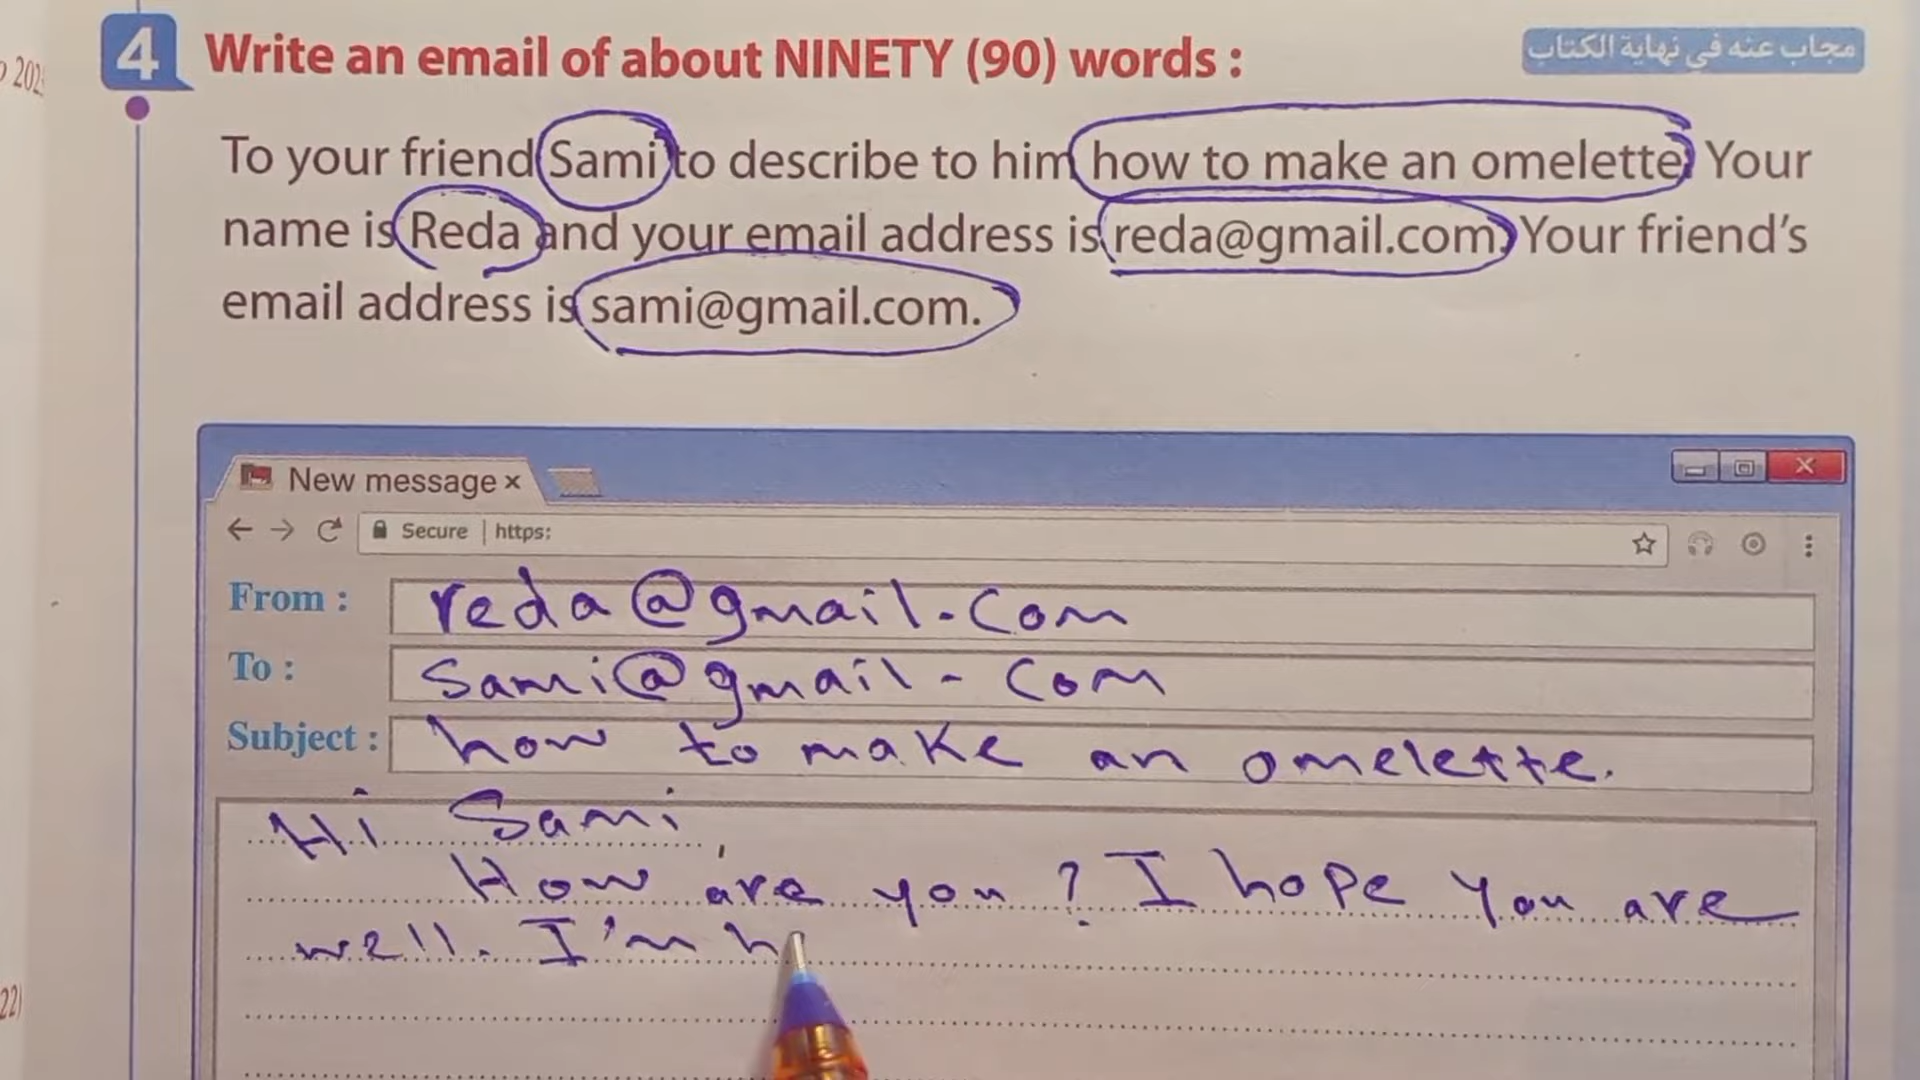 4 Write an email of about NINETY (90) words :
مجاب عنه في نهاية الكتاب
To your friend Sami to describe to him how to make an omelette. Your
name is Reda and your email address is reda@gmail.com. Your friend's
email address is sami@gmail.com.
New message ×
Secure | https:
From : reda@gmail.com
To : sami@gmail.com
Subject : how to make an omelette.
Hi Sami,
How are you? I hope you are
well. I'm h